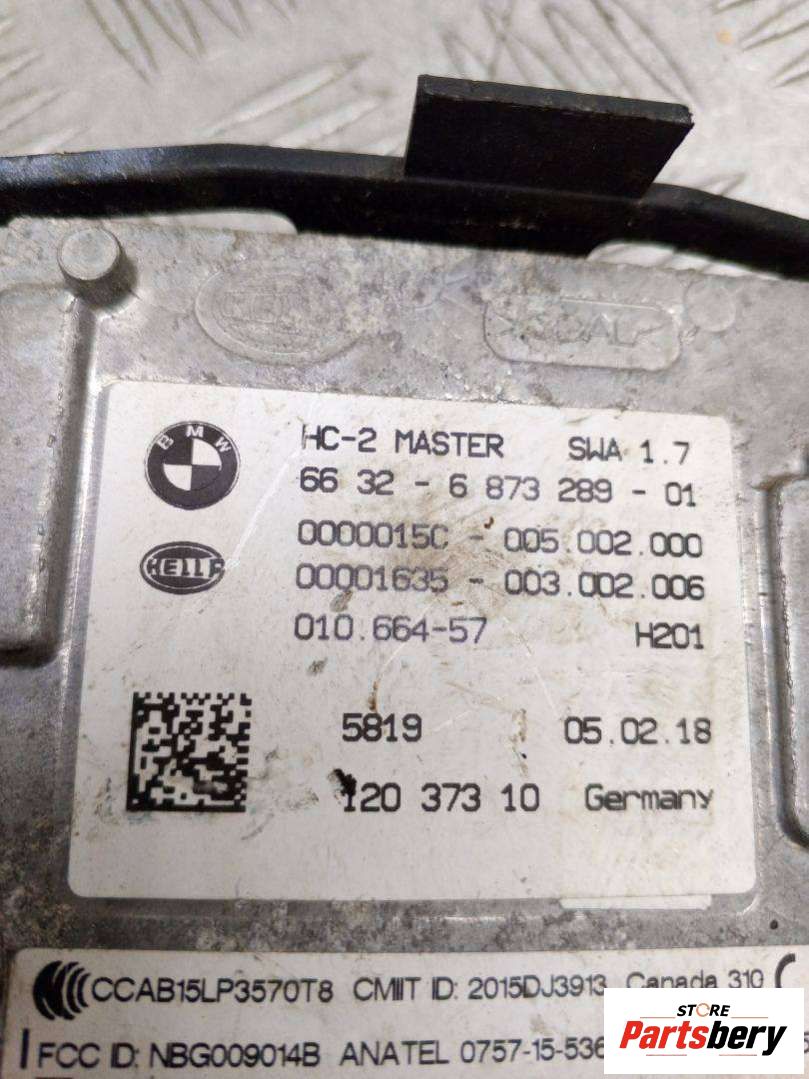 BMW
HC-2 MASTER SWA 1.7
66 32 - 6 873 289 - 01
0000015C - 005.002.000
HELLA
00001635 - 003.002.006
010.664-57 H201
5819 05.02.18
120 373 10 Germany
CCAB15LP3570T8 CMIIT ID: 2015DJ3913 Canada 310
FCC ID: NBG009014B ANATEL 0757-15-536
STORE
Partsbery